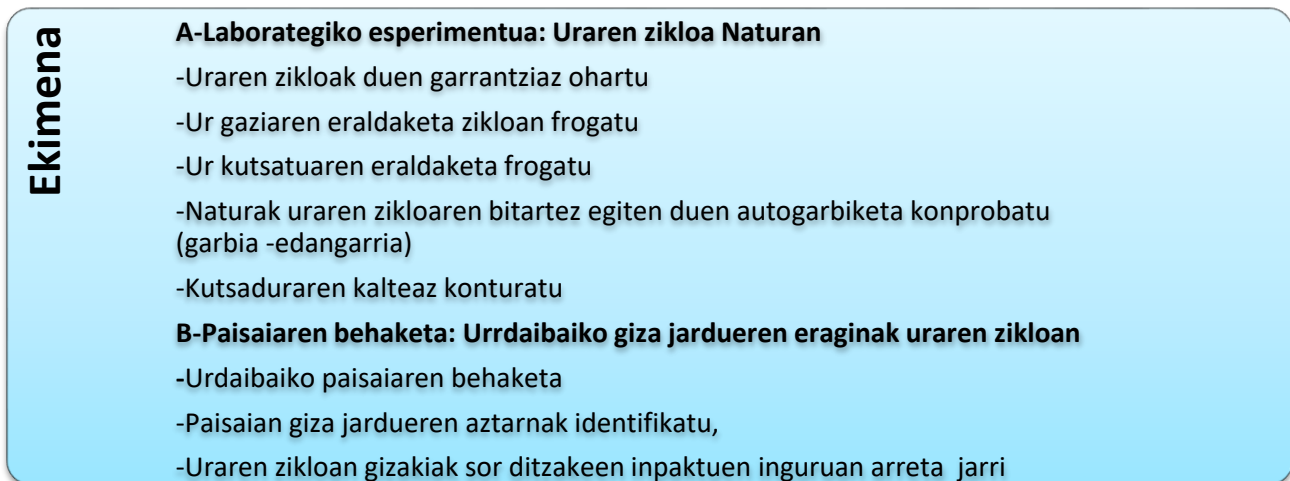 Ekimena
A-Laborategiko esperimentua: Uraren zikloa Naturan
-Uraren zikloak duen garrantziaz ohartu
-Ur gaziaren eraldaketa zikloan frogatu
-Ur kutsatuaren eraldaketa frogatu
-Naturak uraren zikloaren bitartez egiten duen autogarbiketa konprobatu
(garbia -edangarria)
-Kutsaduraren kalteaz konturatu
B-Paisaiaren behaketa: Urrdaibaiko giza jardueren eraginak uraren zikloan
-Urdaibaiko paisaiaren behaketa
-Paisaian giza jardueren aztarnak identifikatu,
-Uraren zikloan gizakiak sor ditzakeen inpaktuen inguruan arreta jarri